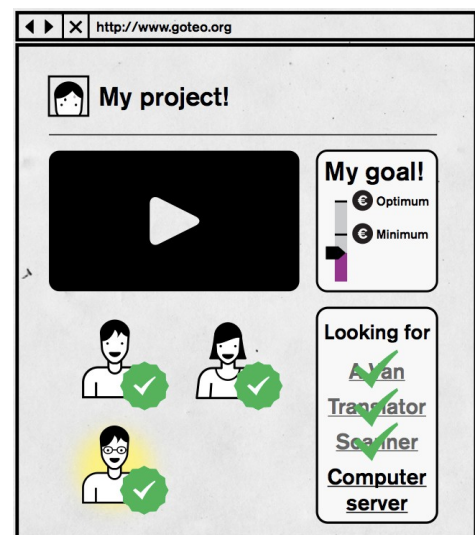 http://www.goteo.org
My project!
My goal!
€ Optimum
€ Minimum
Looking for
A Van
Translator
Scanner
Computer
server